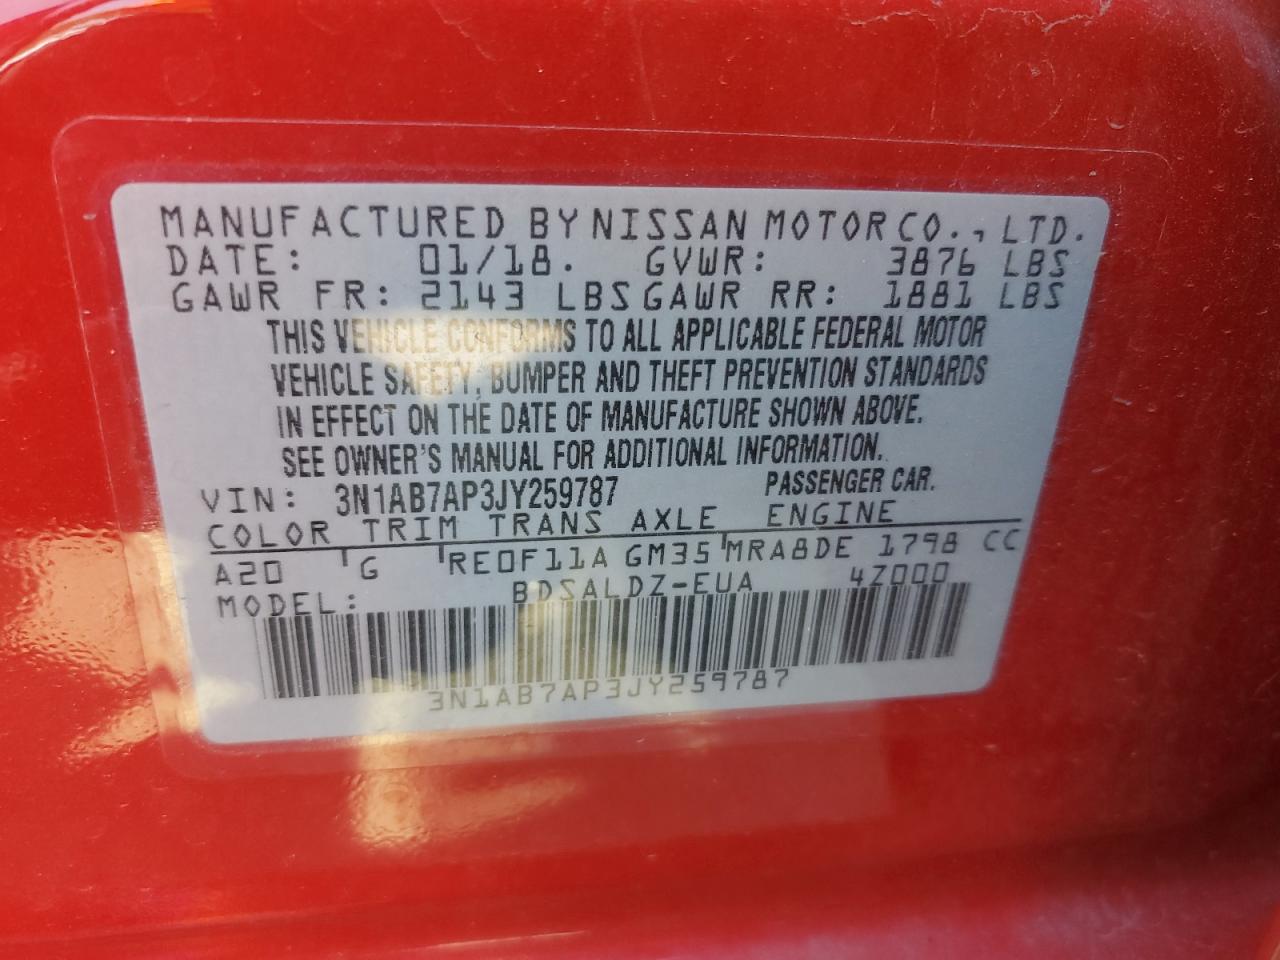 MANUFACTURED BY NISSAN MOTOR CO., LTD.
DATE: 01/18. GVWR: 3876 LBS
GAWR FR: 2143 LBS GAWR RR: 1881 LBS
THIS VEHICLE CONFORMS TO ALL APPLICABLE FEDERAL MOTOR
VEHICLE SAFETY, BUMPER AND THEFT PREVENTION STANDARDS
IN EFFECT ON THE DATE OF MANUFACTURE SHOWN ABOVE.
SEE OWNER'S MANUAL FOR ADDITIONAL INFORMATION.
VIN: 3N1AB7AP3JY259787 PASSENGER CAR.
COLOR TRIM TRANS AXLE ENGINE
A20 G RE0F11A GM35 MRA8DE 1798 CC
MODEL: BDSALDZ-EUA 4Z000
3N1AB7AP3JY259787